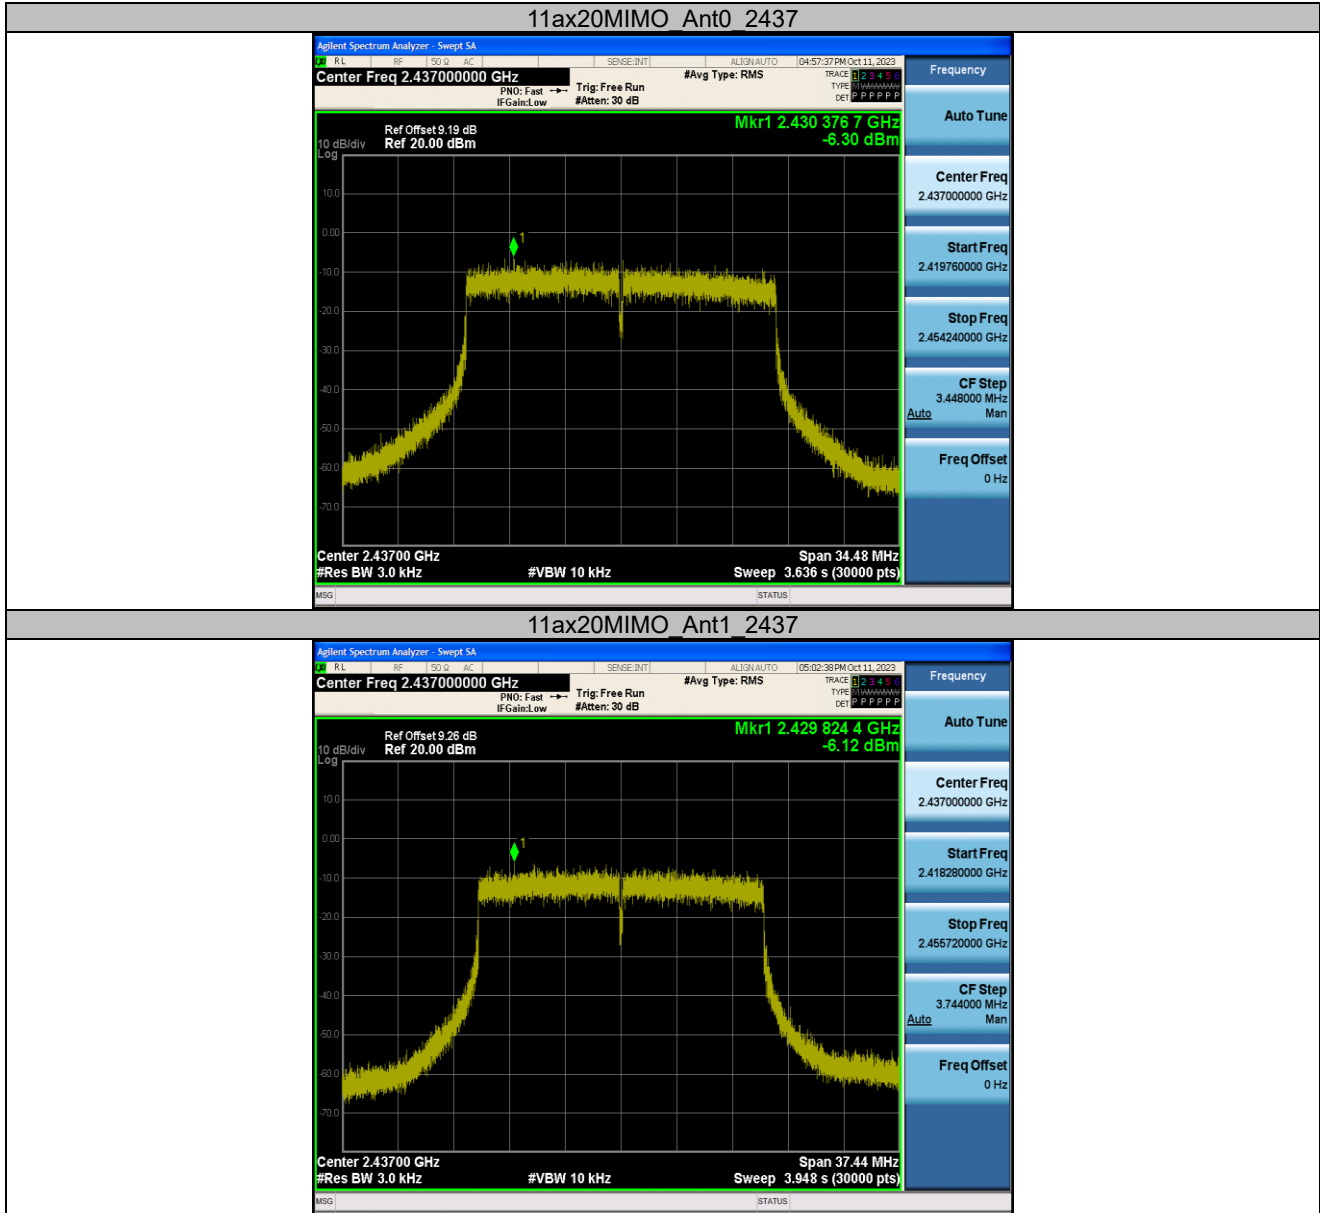 11ax20MIMO_Ant0_2437
Agilent Spectrum Analyzer - Swept SA
LXI RL RF 50 Ω AC SENSE:INT ALIGNAUTO 04:57:37 PM Oct 11, 2023
Center Freq 2.437000000 GHz #Avg Type: RMS TRACE 1 2 3 4 5 6
PNO: Fast Trig: Free Run TYPE M
IFGain:Low #Atten: 30 dB DET P P P P P P
Frequency
Mkr1 2.430 376 7 GHz
-6.30 dBm
Ref Offset 9.19 dB
10 dB/div Ref 20.00 dBm
Log
1
10.0
0.00
-10.0
-20.0
-30.0
-40.0
-50.0
-60.0
-70.0
Center 2.43700 GHz Span 34.48 MHz
#Res BW 3.0 kHz #VBW 10 kHz Sweep 3.636 s (30000 pts)
MSG STATUS
Auto Tune
Center Freq
2.437000000 GHz
Start Freq
2.419760000 GHz
Stop Freq
2.454240000 GHz
CF Step
3.448000 MHz
Auto Man
Freq Offset
0 Hz
11ax20MIMO_Ant1_2437
Agilent Spectrum Analyzer - Swept SA
LXI RL RF 50 Ω AC SENSE:INT ALIGNAUTO 05:02:38 PM Oct 11, 2023
Center Freq 2.437000000 GHz #Avg Type: RMS TRACE 1 2 3 4 5 6
PNO: Fast Trig: Free Run TYPE M
IFGain:Low #Atten: 30 dB DET P P P P P P
Frequency
Mkr1 2.429 824 4 GHz
-6.12 dBm
Ref Offset 9.26 dB
10 dB/div Ref 20.00 dBm
Log
1
10.0
0.00
-10.0
-20.0
-30.0
-40.0
-50.0
-60.0
-70.0
Center 2.43700 GHz Span 37.44 MHz
#Res BW 3.0 kHz #VBW 10 kHz Sweep 3.948 s (30000 pts)
MSG STATUS
Auto Tune
Center Freq
2.437000000 GHz
Start Freq
2.418280000 GHz
Stop Freq
2.455720000 GHz
CF Step
3.744000 MHz
Auto Man
Freq Offset
0 Hz